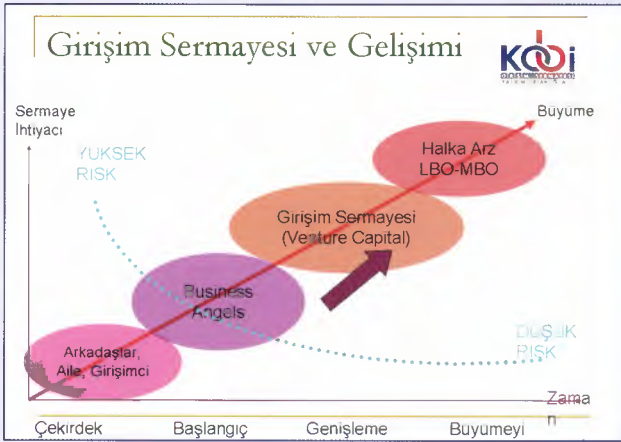 Girişim Sermayesi ve Gelişimi
KOBİ
Sermaye
İhtiyacı
Büyüme
YÜKSEK
RISK
Halka Arz
LBO-MBO
Girişim Sermayesi
(Venture Capital)
Business
Angels
Arkadaşlar,
Aile, Girişimci
DÜŞÜK
RISK
Zama
n
Çekirdek Başlangıç Genişleme Büyümeyi